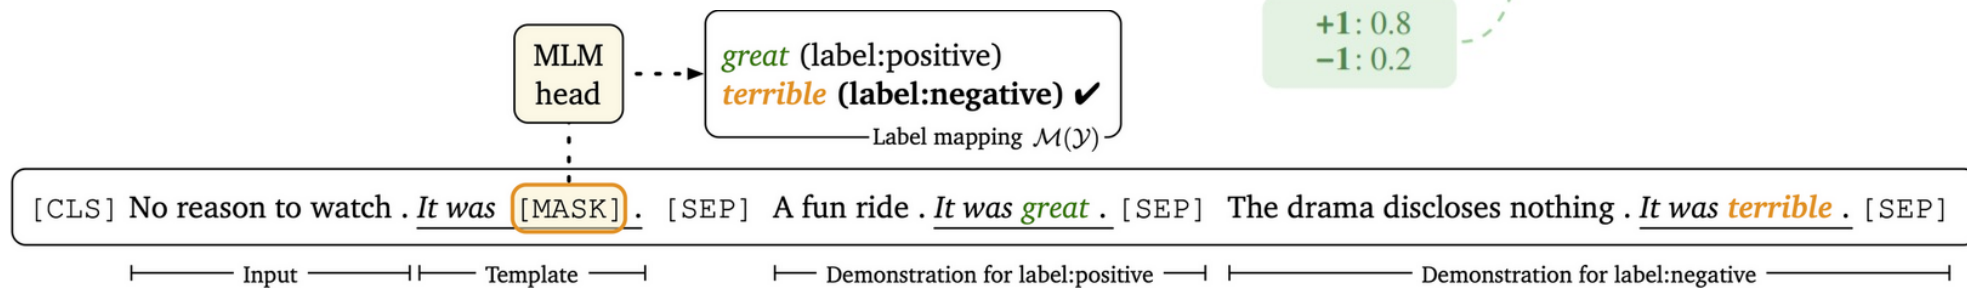 +1: 0.8
−1: 0.2
MLM
head
great (label:positive)
terrible (label:negative) ✔
Label mapping ℳ(𝒴)
[CLS] No reason to watch . It was [MASK] . [SEP] A fun ride . It was great . [SEP] The drama discloses nothing . It was terrible . [SEP]
Input Template Demonstration for label:positive Demonstration for label:negative